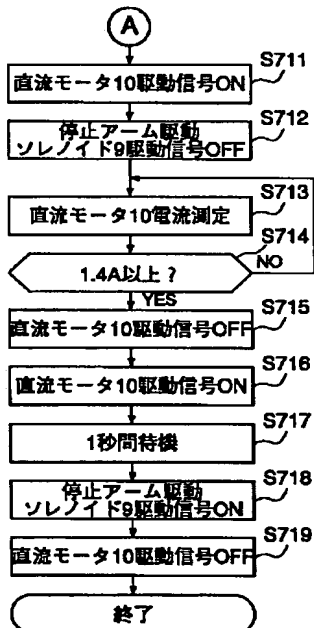 A
S711
直流モータ10駆動信号ON
S712
停止アーム駆動
ソレノイド9駆動信号OFF
S713
直流モータ10電流測定
S714
1.4A以上?
NO
YES
S715
直流モータ10駆動信号OFF
S716
直流モータ10駆動信号ON
S717
1秒間待機
S718
停止アーム駆動
ソレノイド9駆動信号ON
S719
直流モータ10駆動信号OFF
終了